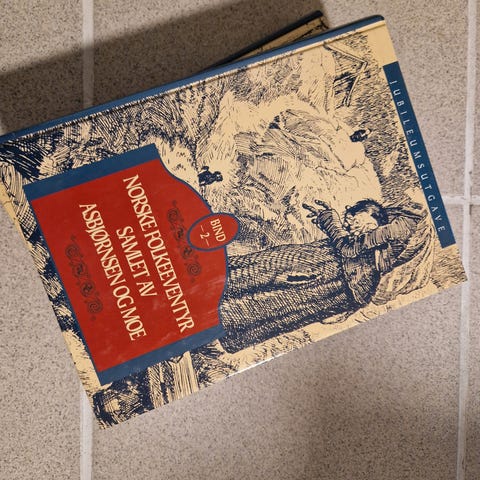 JUBILEUMSUTGAVE
BIND
-2-
NORSKE FOLKEEVENTYR
SAMLET AV
ASBJØRNSEN OG MOE